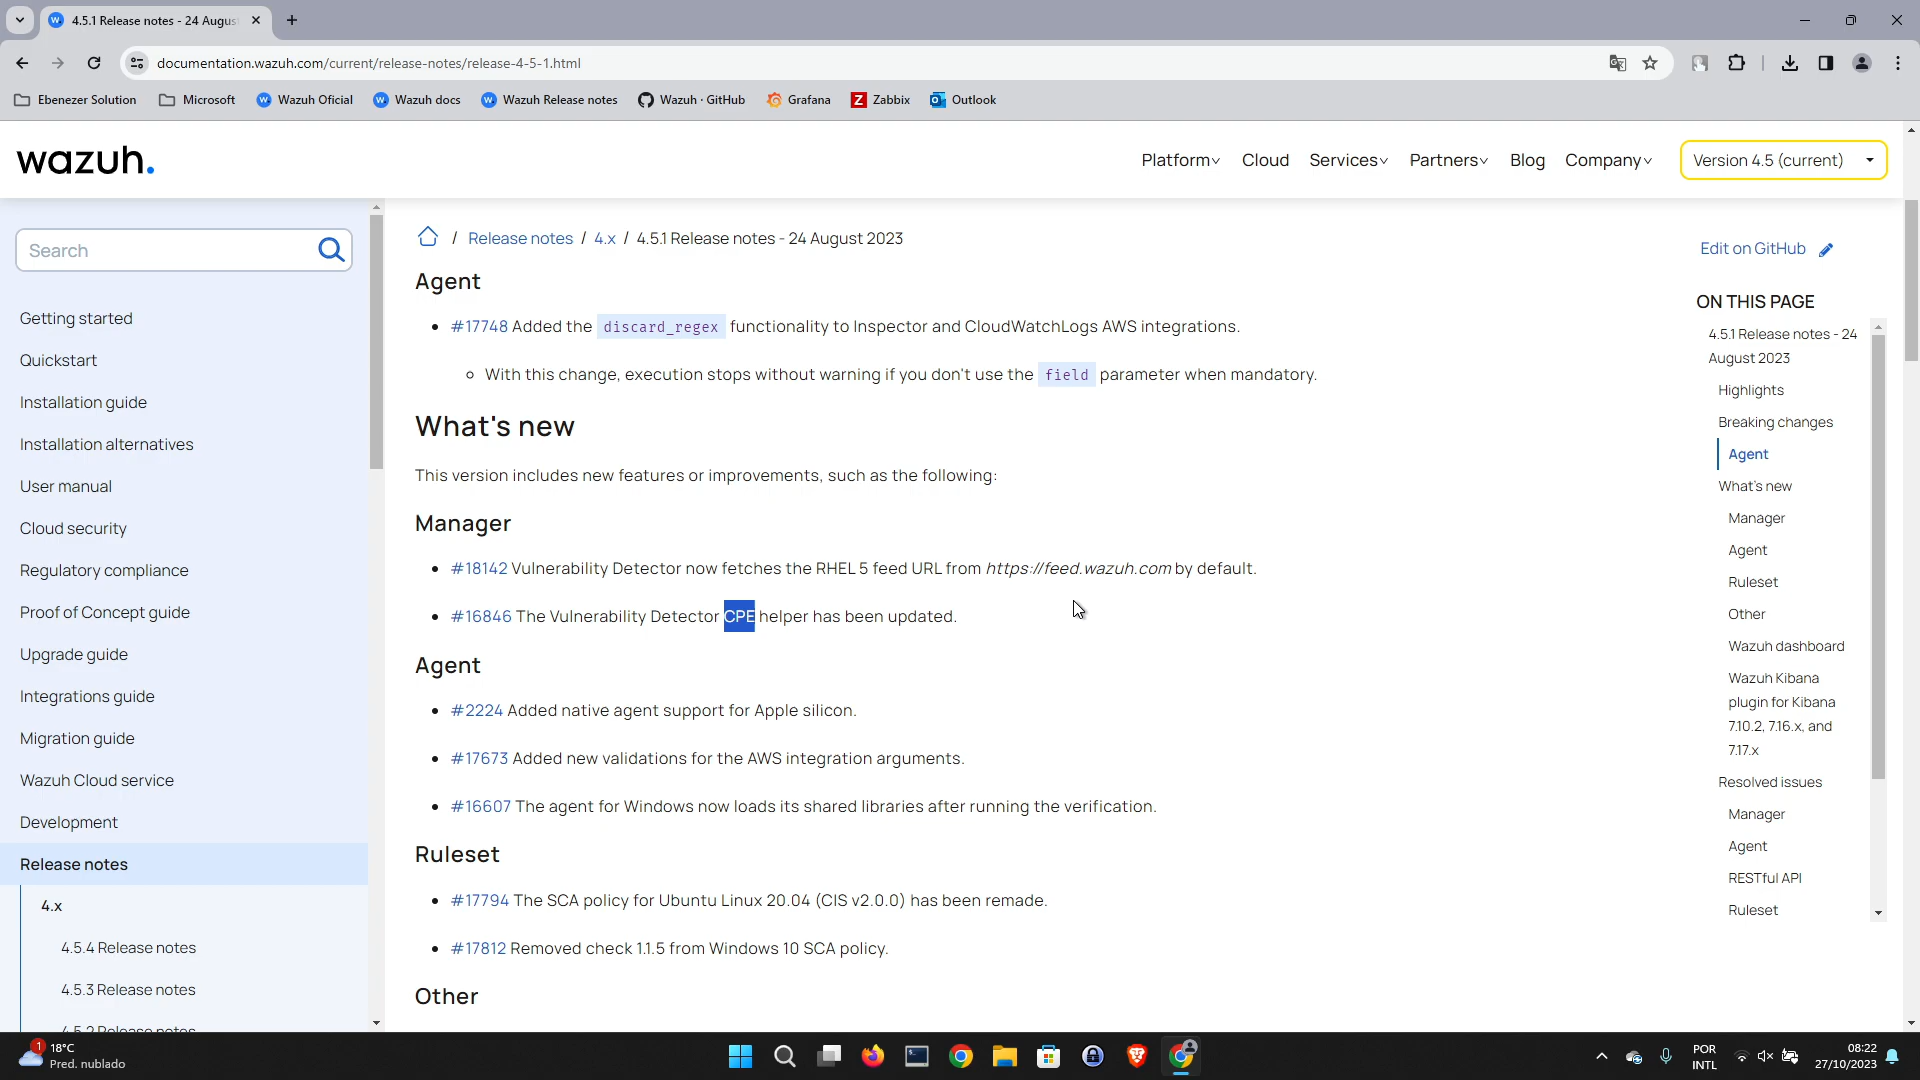 4.5.1 Release notes - 24 Augus
documentation.wazuh.com/current/release-notes/release-4-5-1.html
Ebenezer Solution
Microsoft
Wazuh Oficial
Wazuh docs
Wazuh Release notes
Wazuh · GitHub
Grafana
Zabbix
Outlook
wazuh.
Platform
Cloud
Services
Partners
Blog
Company
Version 4.5 (current)
Search
Getting started
Quickstart
Installation guide
Installation alternatives
User manual
Cloud security
Regulatory compliance
Proof of Concept guide
Upgrade guide
Integrations guide
Migration guide
Wazuh Cloud service
Development
Release notes
4.x
4.5.4 Release notes
4.5.3 Release notes
4.5.2 Release notes
/ Release notes / 4.x / 4.5.1 Release notes - 24 August 2023
Agent
• #17748 Added the discard_regex functionality to Inspector and CloudWatchLogs AWS integrations.
With this change, execution stops without warning if you don't use the field parameter when mandatory.
What's new
This version includes new features or improvements, such as the following:
Manager
• #18142 Vulnerability Detector now fetches the RHEL 5 feed URL from https://feed.wazuh.com by default.
• #16846 The Vulnerability Detector CPE helper has been updated.
Agent
• #2224 Added native agent support for Apple silicon.
• #17673 Added new validations for the AWS integration arguments.
• #16607 The agent for Windows now loads its shared libraries after running the verification.
Ruleset
• #17794 The SCA policy for Ubuntu Linux 20.04 (CIS v2.0.0) has been remade.
• #17812 Removed check 1.1.5 from Windows 10 SCA policy.
Other
Edit on GitHub
ON THIS PAGE
4.5.1 Release notes - 24
August 2023
Highlights
Breaking changes
Agent
What's new
Manager
Agent
Ruleset
Other
Wazuh dashboard
Wazuh Kibana
plugin for Kibana
7.10.2, 7.16.x, and
7.17.x
Resolved issues
Manager
Agent
RESTful API
Ruleset
1
18°C
Pred. nublado
POR
INTL
08:22
27/10/2023